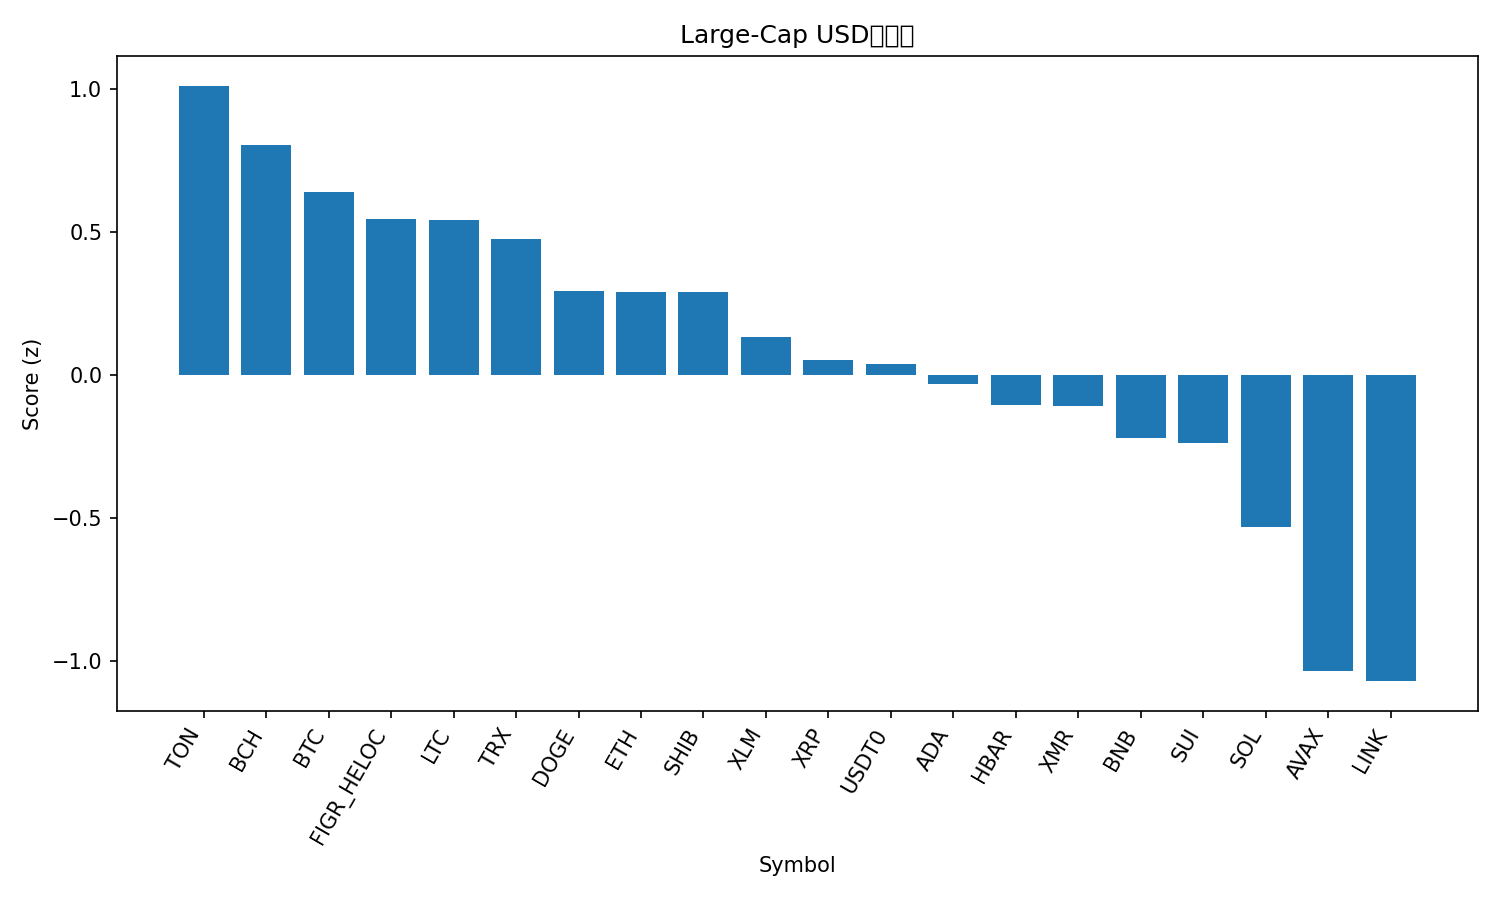 Large-Cap USD
Score (z)
1.0
0.5
0.0
−0.5
−1.0
TON
BCH
BTC
FIGR_HELOC
LTC
TRX
DOGE
ETH
SHIB
XLM
XRP
USDT0
ADA
HBAR
XMR
BNB
SUI
SOL
AVAX
LINK
Symbol